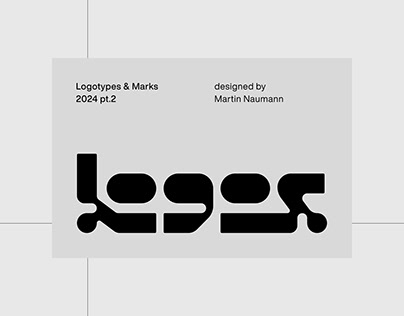 Logotypes & Marks
2024 pt.2
designed by
Martin Naumann
logos